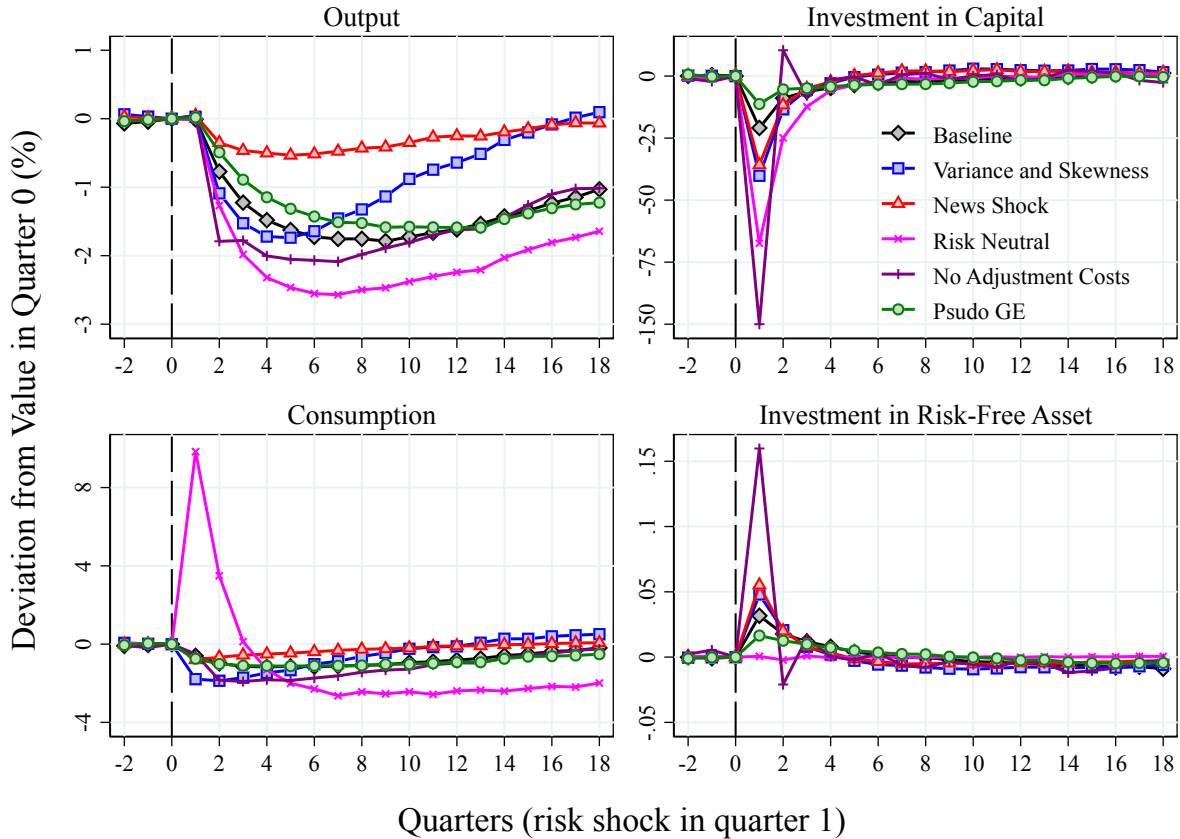 Output
Investment in Capital
Deviation from Value in Quarter 0 (%)
1
0
-1
-2
-3
-2 0 2 4 6 8 10 12 14 16 18
0
-25
-50
-75
-150
-2 0 2 4 6 8 10 12 14 16 18
Baseline
Variance and Skewness
News Shock
Risk Neutral
No Adjustment Costs
Psudo GE
Consumption
Investment in Risk-Free Asset
8
4
0
-4
-2 0 2 4 6 8 10 12 14 16 18
.15
.1
.05
0
-.05
-2 0 2 4 6 8 10 12 14 16 18
Quarters (risk shock in quarter 1)